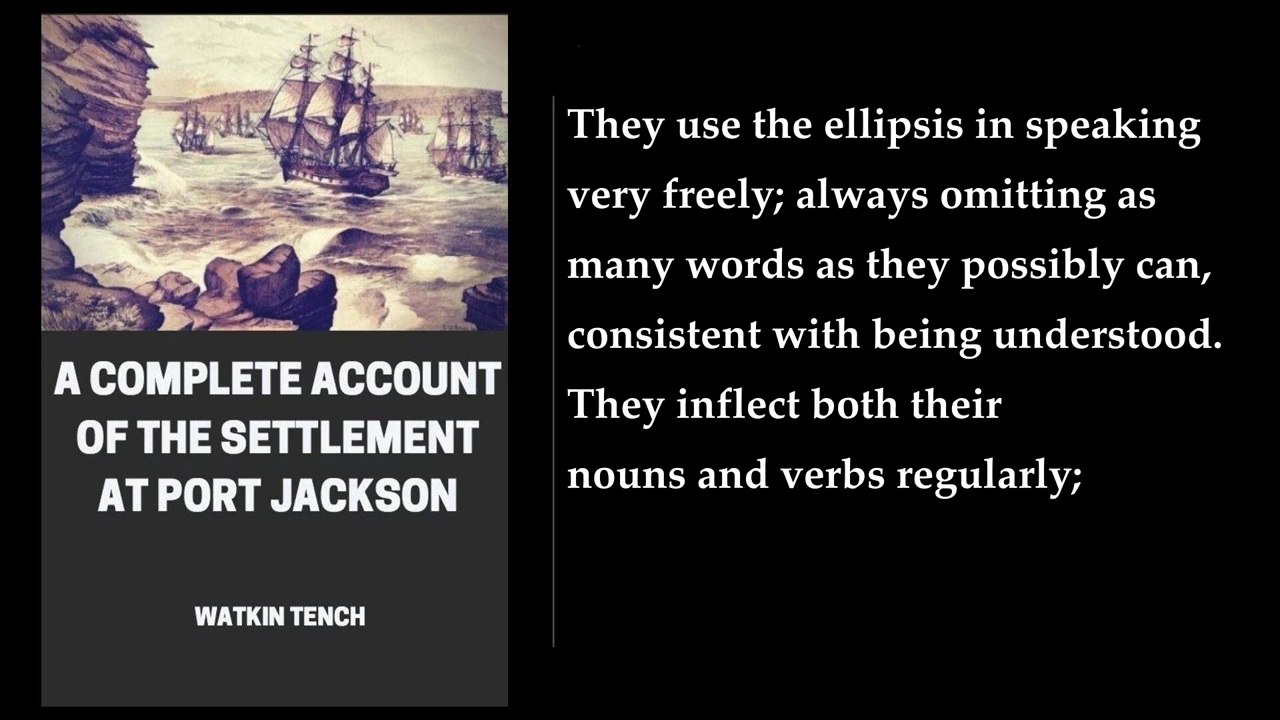 A COMPLETE ACCOUNT
OF THE SETTLEMENT
AT PORT JACKSON
WATKIN TENCH
They use the ellipsis in speaking
very freely; always omitting as
many words as they possibly can,
consistent with being understood.
They inflect both their
nouns and verbs regularly;